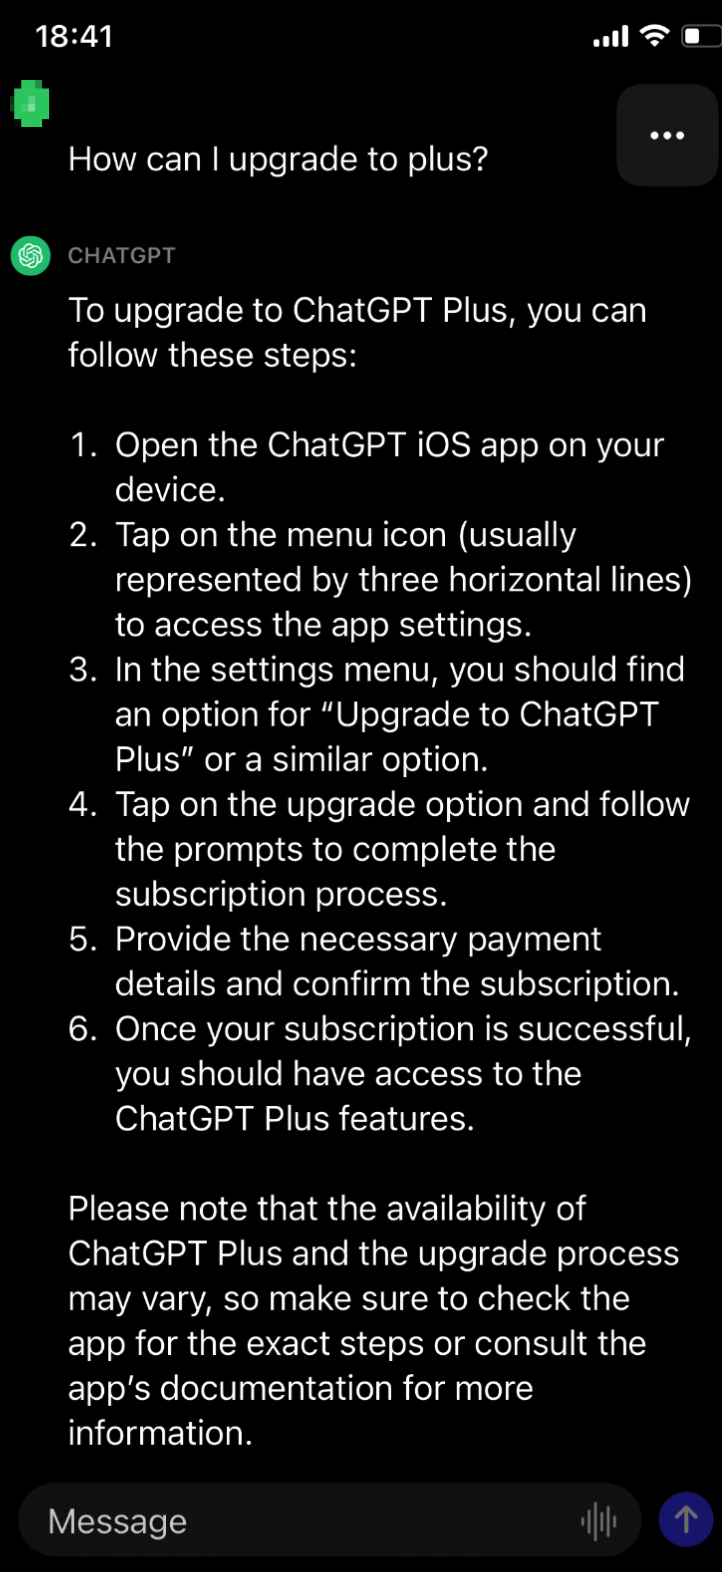 18:41
How can I upgrade to plus?
CHATGPT
To upgrade to ChatGPT Plus, you can
follow these steps:
1. Open the ChatGPT iOS app on your
device.
2. Tap on the menu icon (usually
represented by three horizontal lines)
to access the app settings.
3. In the settings menu, you should find
an option for “Upgrade to ChatGPT
Plus” or a similar option.
4. Tap on the upgrade option and follow
the prompts to complete the
subscription process.
5. Provide the necessary payment
details and confirm the subscription.
6. Once your subscription is successful,
you should have access to the
ChatGPT Plus features.
Please note that the availability of
ChatGPT Plus and the upgrade process
may vary, so make sure to check the
app for the exact steps or consult the
app’s documentation for more
information.
Message